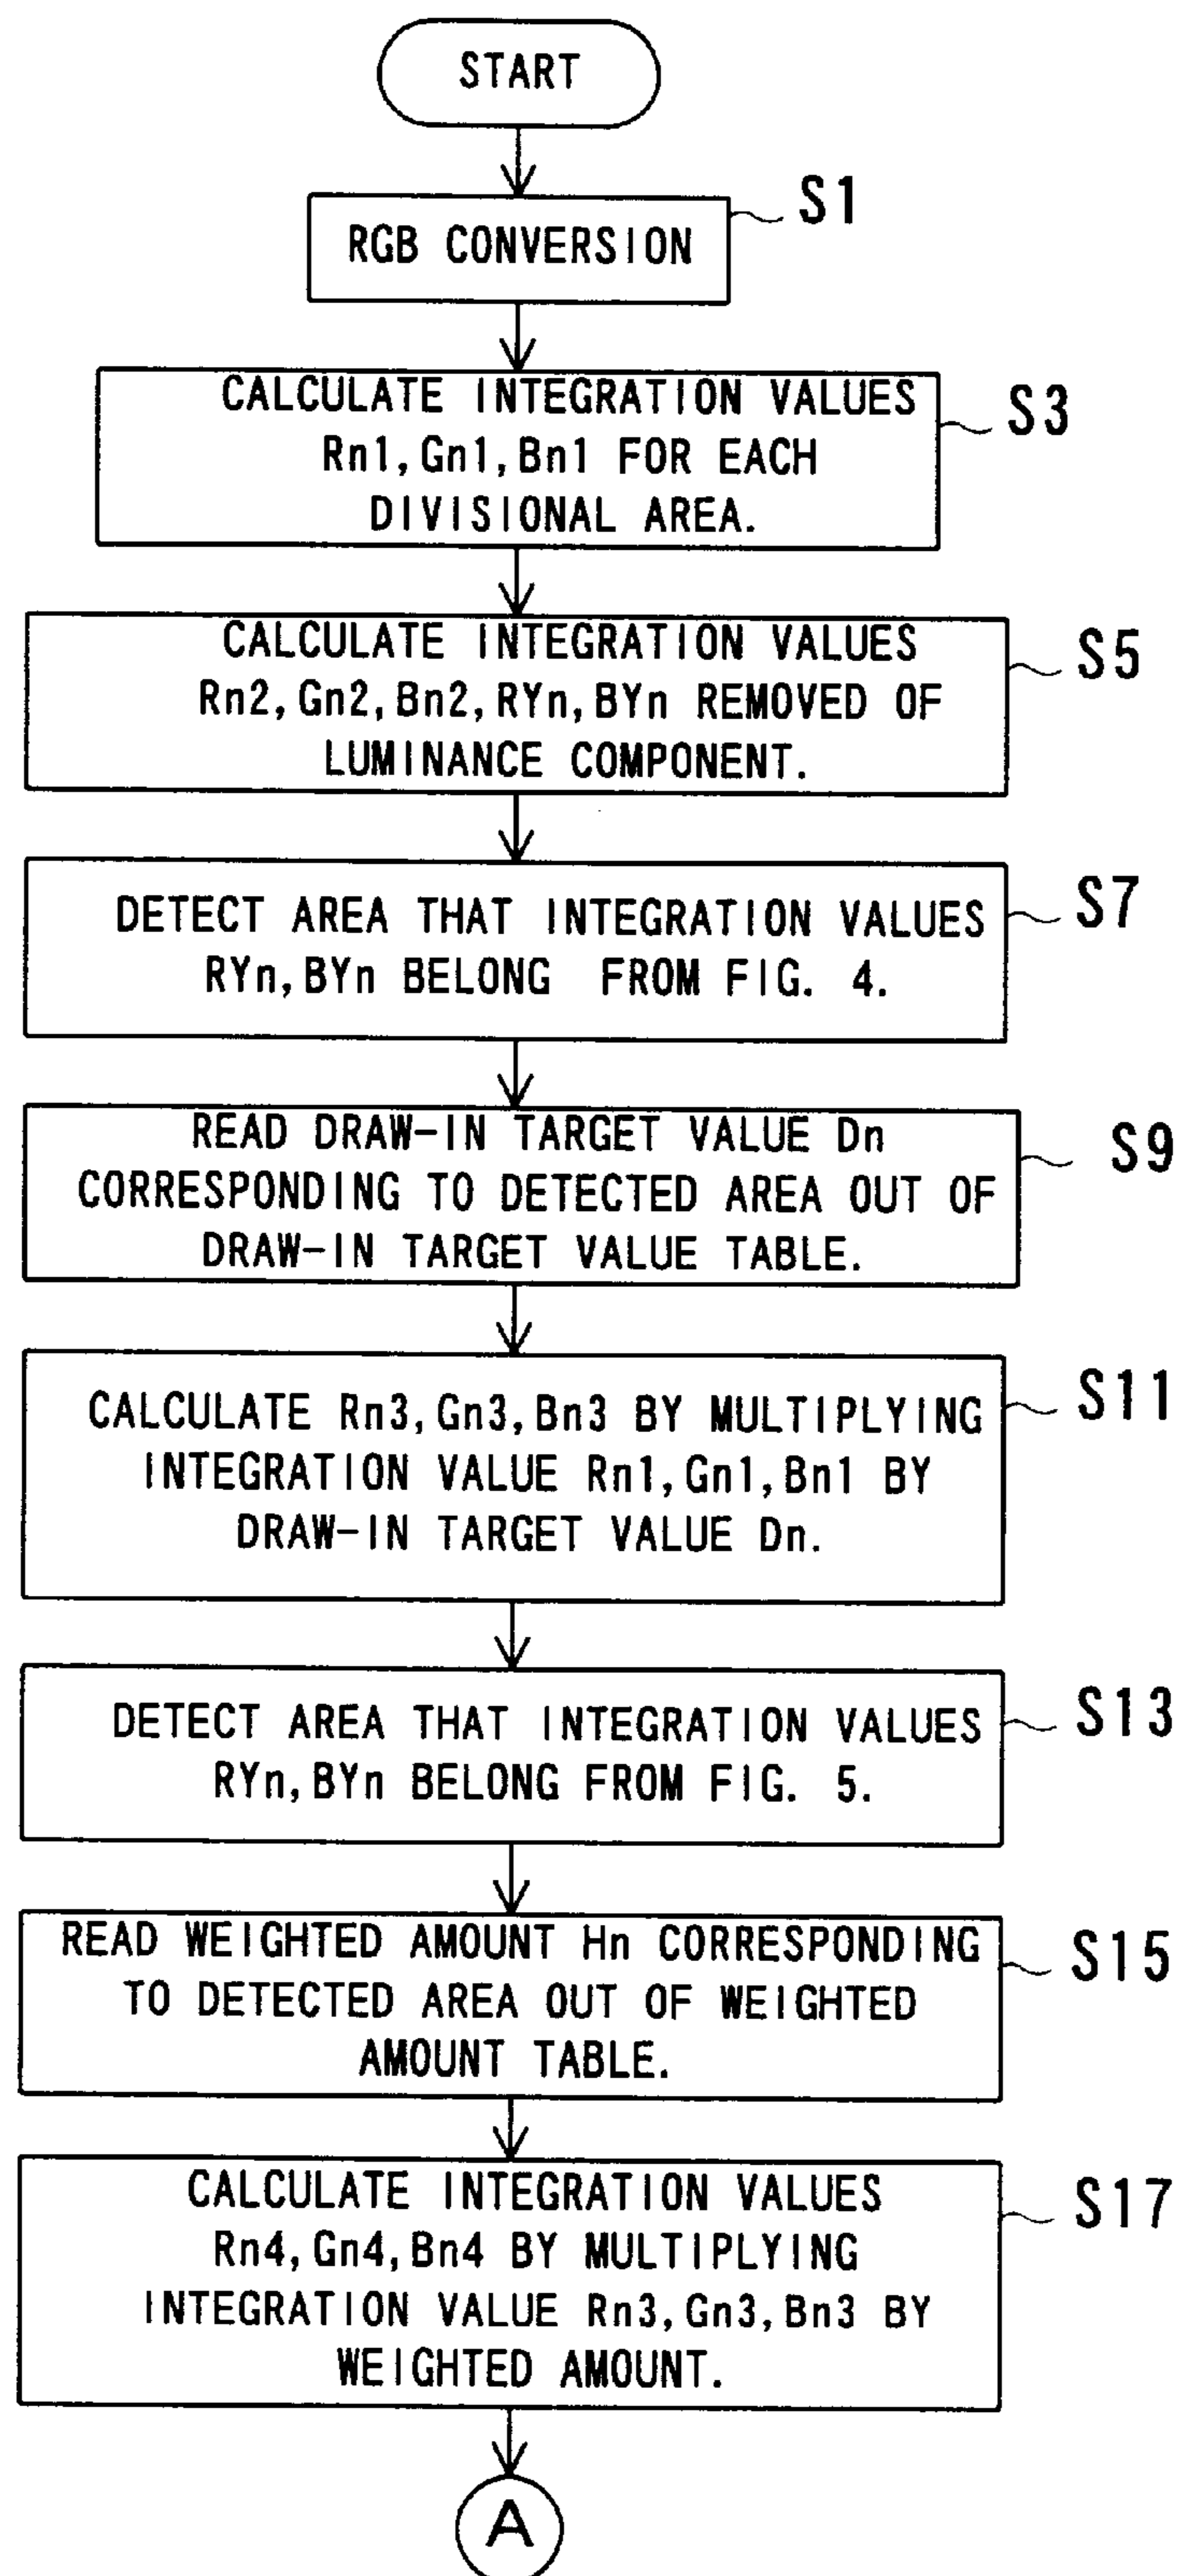 START
S1
RGB CONVERSION
S3
CALCULATE INTEGRATION VALUES
Rn1, Gn1, Bn1 FOR EACH
DIVISIONAL AREA.
S5
CALCULATE INTEGRATION VALUES
Rn2, Gn2, Bn2, RYn, BYn REMOVED OF
LUMINANCE COMPONENT.
S7
DETECT AREA THAT INTEGRATION VALUES
RYn, BYn BELONG FROM FIG. 4.
S9
READ DRAW-IN TARGET VALUE Dn
CORRESPONDING TO DETECTED AREA OUT OF
DRAW-IN TARGET VALUE TABLE.
S11
CALCULATE Rn3, Gn3, Bn3 BY MULTIPLYING
INTEGRATION VALUE Rn1, Gn1, Bn1 BY
DRAW-IN TARGET VALUE Dn.
S13
DETECT AREA THAT INTEGRATION VALUES
RYn, BYn BELONG FROM FIG. 5.
S15
READ WEIGHTED AMOUNT Hn CORRESPONDING
TO DETECTED AREA OUT OF WEIGHTED
AMOUNT TABLE.
S17
CALCULATE INTEGRATION VALUES
Rn4, Gn4, Bn4 BY MULTIPLYING
INTEGRATION VALUE Rn3, Gn3, Bn3 BY
WEIGHTED AMOUNT.
A